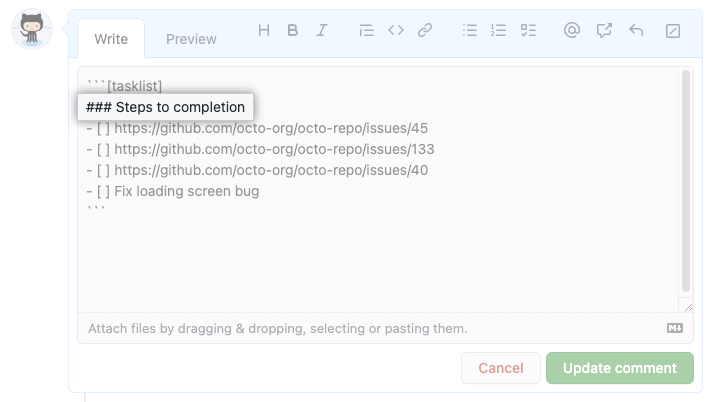 Write Preview H B I @
```[tasklist]
### Steps to completion
- [ ] https://github.com/octo-org/octo-repo/issues/45
- [ ] https://github.com/octo-org/octo-repo/issues/133
- [ ] https://github.com/octo-org/octo-repo/issues/40
- [ ] Fix loading screen bug
```
Attach files by dragging & dropping, selecting or pasting them.
Cancel Update comment